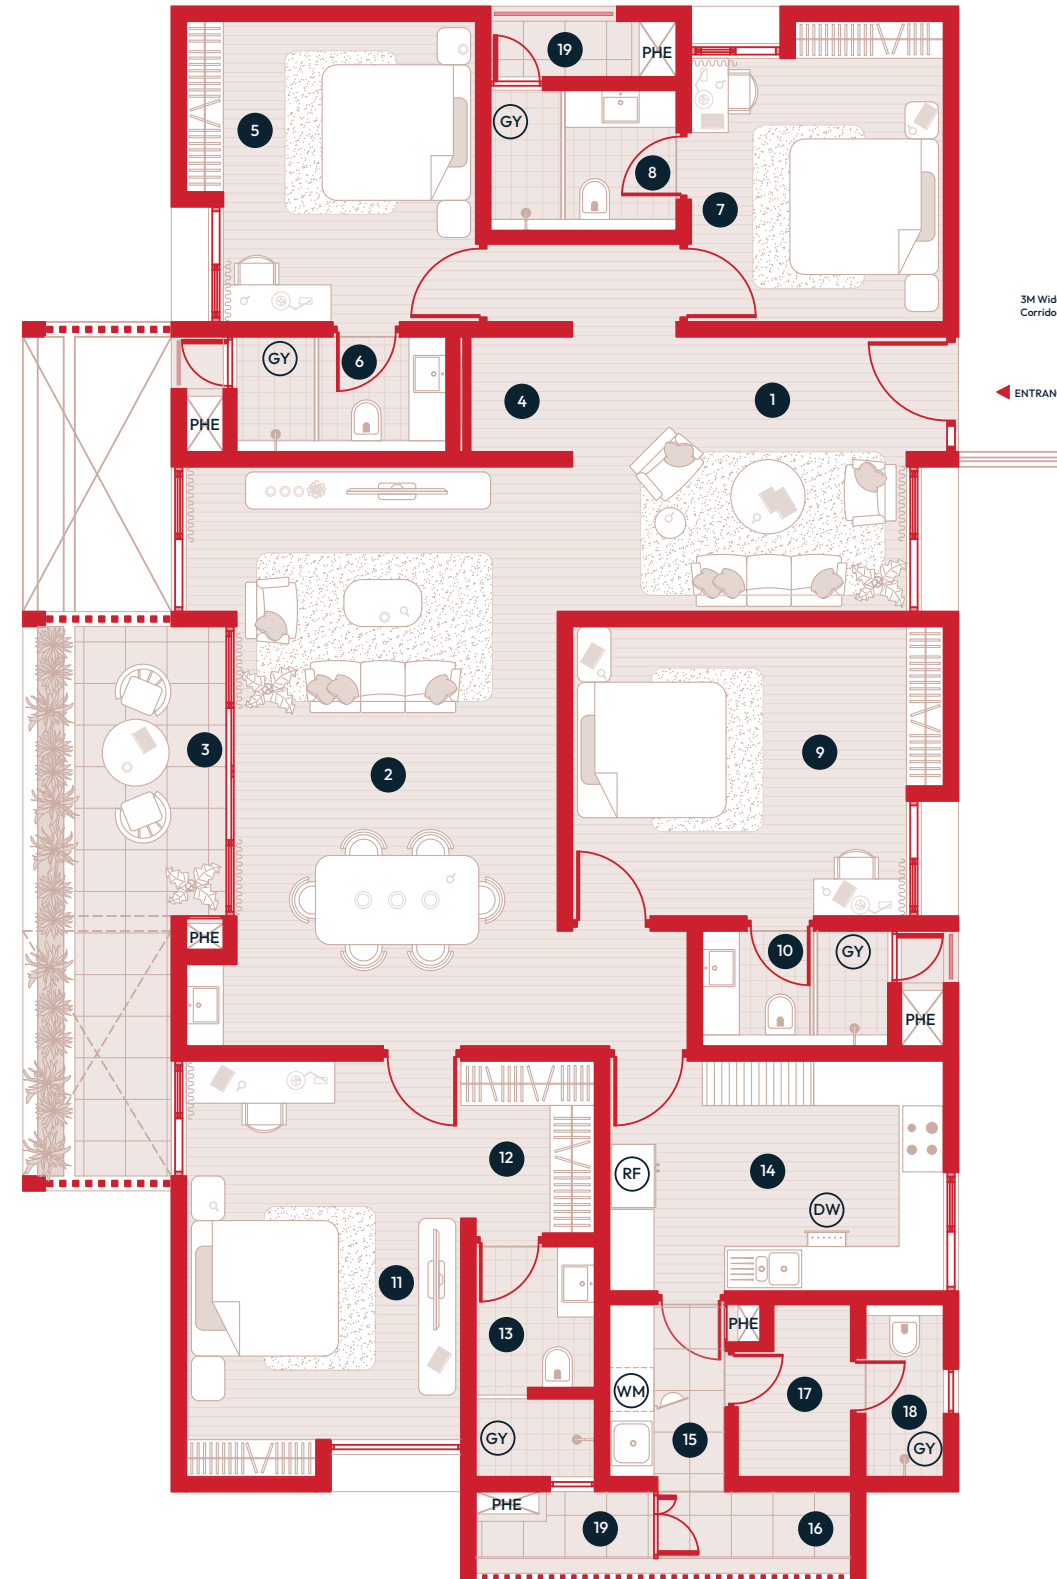 19
PHE
5
GY
8
7
3M Wid
Corrido
GY
6
PHE
4
1
ENTRAN
3
2
9
PHE
10
GY
PHE
12
14
RF
DW
11
13
PHE
WM
17
18
GY
15
GY
PHE
19
16